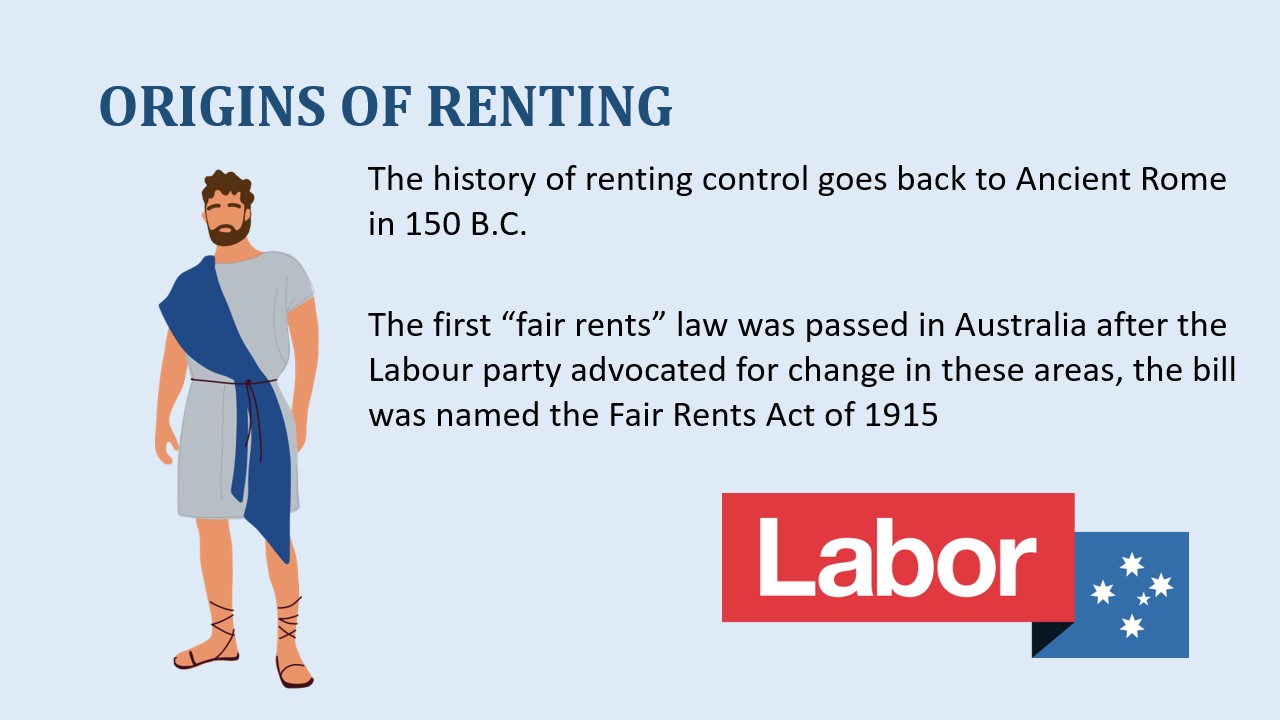 ORIGINS OF RENTING
The history of renting control goes back to Ancient Rome
in 150 B.C.
The first “fair rents” law was passed in Australia after the
Labour party advocated for change in these areas, the bill
was named the Fair Rents Act of 1915
Labor